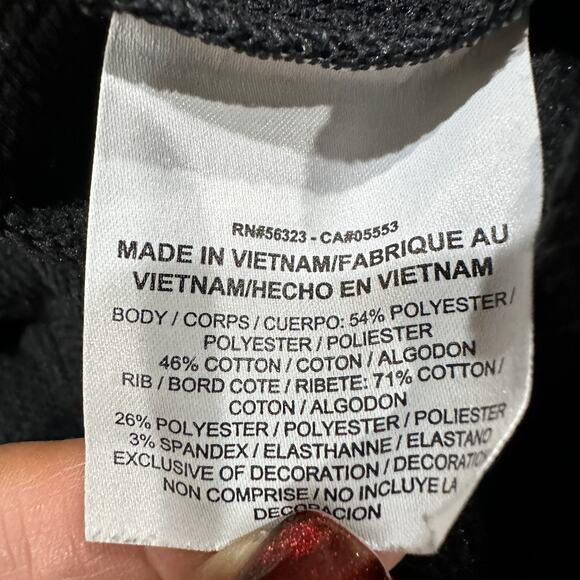 RN#56323 - CA#05553
MADE IN VIETNAM/FABRIQUE AU
VIETNAM/HECHO EN VIETNAM
BODY / CORPS / CUERPO: 54% POLYESTER /
POLYESTER / POLIESTER
46% COTTON / COTON / ALGODON
RIB / BORD COTE / RIBETE: 71% COTTON /
COTON / ALGODON
26% POLYESTER / POLYESTER / POLIESTER
3% SPANDEX / ELASTHANNE / ELASTANO
EXCLUSIVE OF DECORATION / DECORATION
NON COMPRISE / NO INCLUYE LA
DECORACION